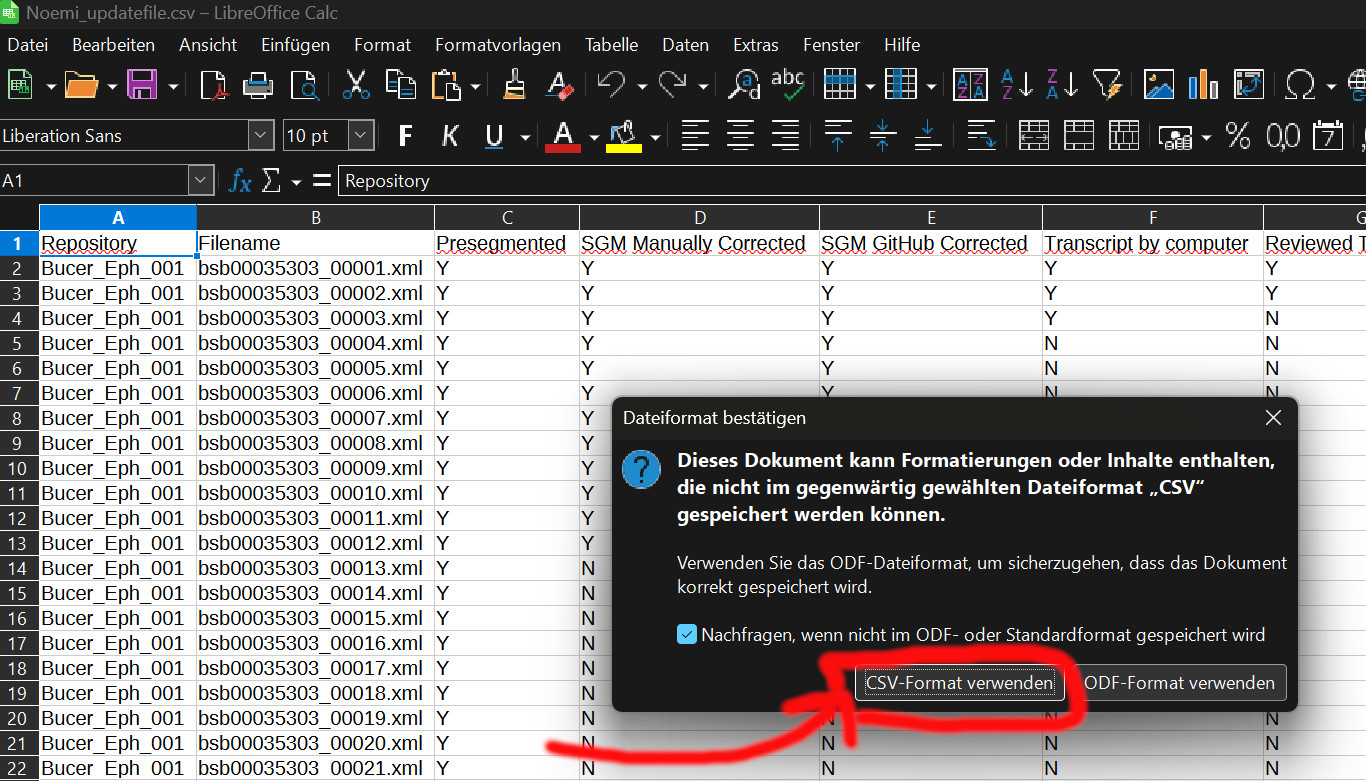 Noemi_updatefile.csv – LibreOffice Calc
Datei Bearbeiten Ansicht Einfügen Format Formatvorlagen Tabelle Daten Extras Fenster Hilfe
Liberation Sans 10 pt F K U A % 0,0 7
A1 fx Σ = Repository
A B C D E F G
1 Repository Filename Presegmented SGM Manually Corrected SGM GitHub Corrected Transcript by computer Reviewed T
2 Bucer_Eph_001 bsb00035303_00001.xml Y Y Y Y Y
3 Bucer_Eph_001 bsb00035303_00002.xml Y Y Y Y Y
4 Bucer_Eph_001 bsb00035303_00003.xml Y Y Y Y N
5 Bucer_Eph_001 bsb00035303_00004.xml Y Y Y N N
6 Bucer_Eph_001 bsb00035303_00005.xml Y Y Y N N
7 Bucer_Eph_001 bsb00035303_00006.xml Y Y Y N N
8 Bucer_Eph_001 bsb00035303_00007.xml Y Y
9 Bucer_Eph_001 bsb00035303_00008.xml Y Y
10 Bucer_Eph_001 bsb00035303_00009.xml Y Y
11 Bucer_Eph_001 bsb00035303_00010.xml Y Y
12 Bucer_Eph_001 bsb00035303_00011.xml Y Y
13 Bucer_Eph_001 bsb00035303_00012.xml Y Y
14 Bucer_Eph_001 bsb00035303_00013.xml Y N
15 Bucer_Eph_001 bsb00035303_00014.xml Y N
16 Bucer_Eph_001 bsb00035303_00015.xml Y N
17 Bucer_Eph_001 bsb00035303_00016.xml Y N
18 Bucer_Eph_001 bsb00035303_00017.xml Y N
19 Bucer_Eph_001 bsb00035303_00018.xml Y N
20 Bucer_Eph_001 bsb00035303_00019.xml Y N N N N
21 Bucer_Eph_001 bsb00035303_00020.xml Y N N N N
22 Bucer_Eph_001 bsb00035303_00021.xml Y N N N N
Dateiformat bestätigen
Dieses Dokument kann Formatierungen oder Inhalte enthalten,
die nicht im gegenwärtig gewählten Dateiformat „CSV“
gespeichert werden können.
Verwenden Sie das ODF-Dateiformat, um sicherzugehen, dass das Dokument
korrekt gespeichert wird.
Nachfragen, wenn nicht im ODF- oder Standardformat gespeichert wird
CSV-Format verwenden ODF-Format verwenden